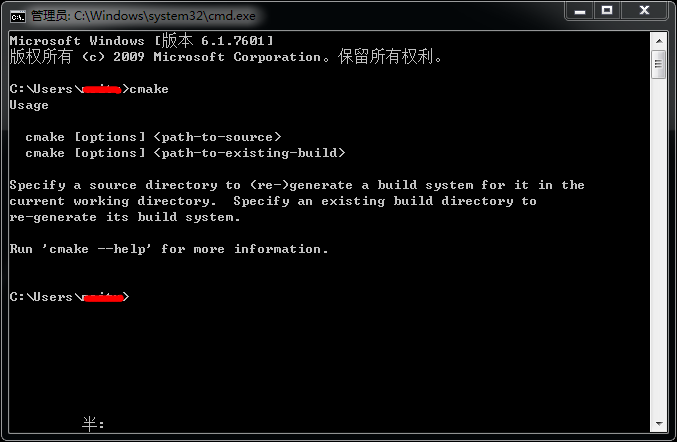 管理员: C:\Windows\system32\cmd.exe
Microsoft Windows [版本 6.1.7601]
版权所有 (c) 2009 Microsoft Corporation。保留所有权利。
C:\Users\>cmake
Usage
cmake [options] <path-to-source>
cmake [options] <path-to-existing-build>
Specify a source directory to (re-)generate a build system for it in the
current working directory.  Specify an existing build directory to
re-generate its build system.
Run 'cmake --help' for more information.
C:\Users\>
半: